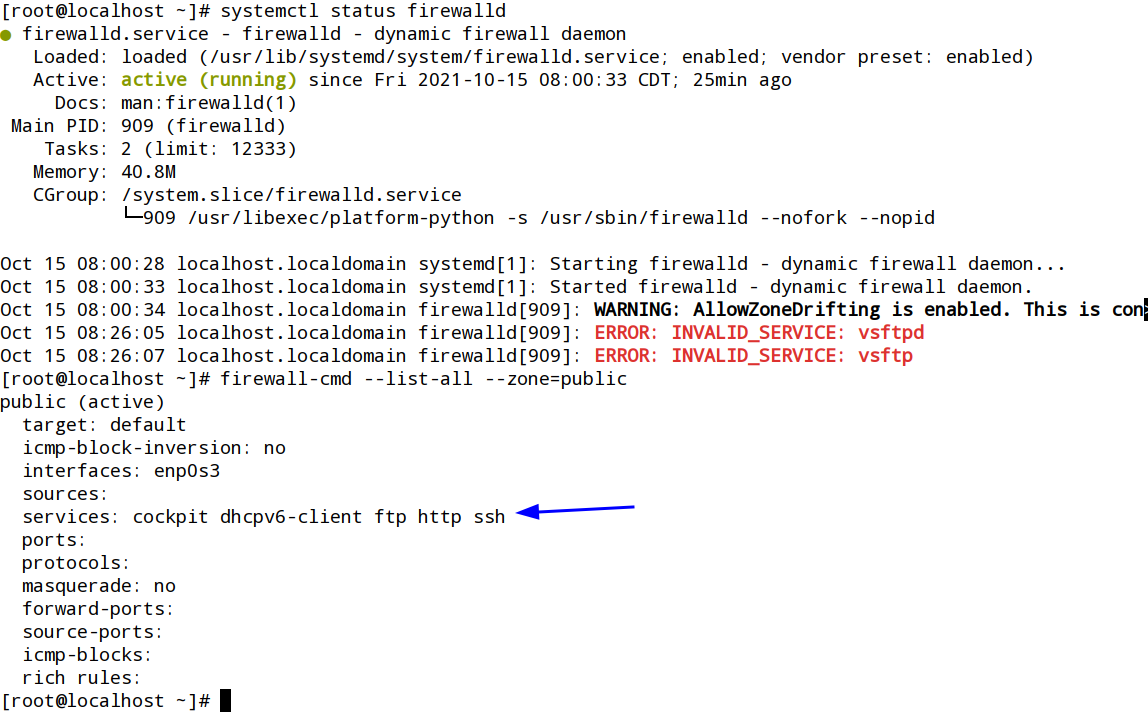 [root@localhost ~]# systemctl status firewalld
● firewalld.service - firewalld - dynamic firewall daemon
   Loaded: loaded (/usr/lib/systemd/system/firewalld.service; enabled; vendor preset: enabled)
   Active: active (running) since Fri 2021-10-15 08:00:33 CDT; 25min ago
     Docs: man:firewalld(1)
 Main PID: 909 (firewalld)
    Tasks: 2 (limit: 12333)
   Memory: 40.8M
   CGroup: /system.slice/firewalld.service
           └─909 /usr/libexec/platform-python -s /usr/sbin/firewalld --nofork --nopid

Oct 15 08:00:28 localhost.localdomain systemd[1]: Starting firewalld - dynamic firewall daemon...
Oct 15 08:00:33 localhost.localdomain systemd[1]: Started firewalld - dynamic firewall daemon.
Oct 15 08:00:34 localhost.localdomain firewalld[909]: WARNING: AllowZoneDrifting is enabled. This is con>
Oct 15 08:26:05 localhost.localdomain firewalld[909]: ERROR: INVALID_SERVICE: vsftpd
Oct 15 08:26:07 localhost.localdomain firewalld[909]: ERROR: INVALID_SERVICE: vsftp
[root@localhost ~]# firewall-cmd --list-all --zone=public
public (active)
  target: default
  icmp-block-inversion: no
  interfaces: enp0s3
  sources:
  services: cockpit dhcpv6-client ftp http ssh
  ports:
  protocols:
  masquerade: no
  forward-ports:
  source-ports:
  icmp-blocks:
  rich rules:
[root@localhost ~]#